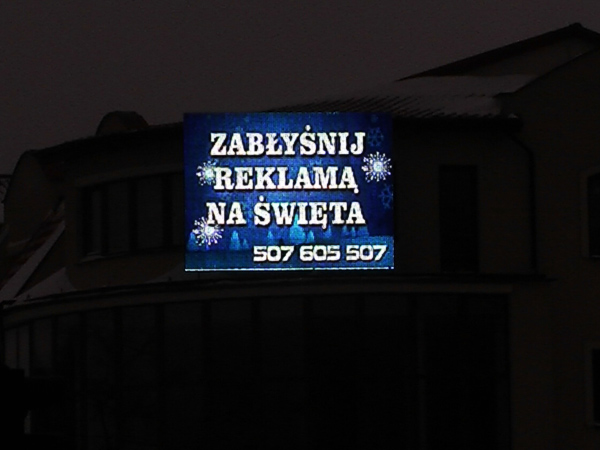 ZABŁYŚNIJ
REKLAMĄ
NA ŚWIĘTA
507 605 507